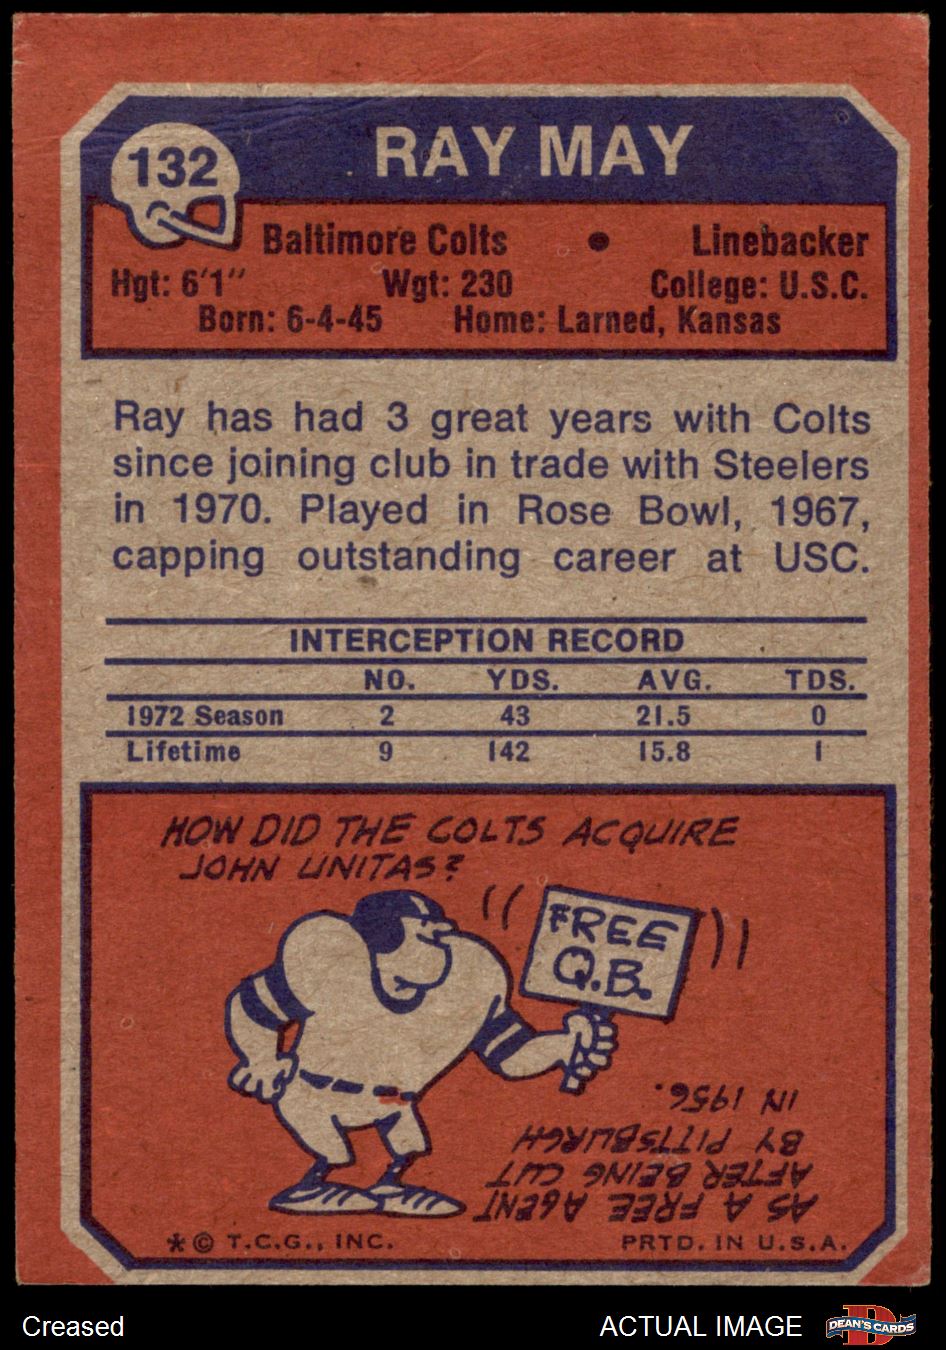 132
RAY MAY
Baltimore Colts • Linebacker
Hgt: 6'1" Wgt: 230 College: U.S.C.
Born: 6-4-45 Home: Larned, Kansas
Ray has had 3 great years with Colts
since joining club in trade with Steelers
in 1970. Played in Rose Bowl, 1967,
capping outstanding career at USC.
INTERCEPTION RECORD
NO. YDS. AVG. TDS.
1972 Season 2 43 21.5 0
Lifetime 9 142 15.8 1
HOW DID THE COLTS ACQUIRE
JOHN UNITAS?
FREE
Q.B.
AS A FREE AGENT
AFTER BEING CUT
BY PITTSBURGH
IN 1956.
* © T.C.G., INC. PRTD. IN U.S.A.
Creased ACTUAL IMAGE DEAN'S CARDS